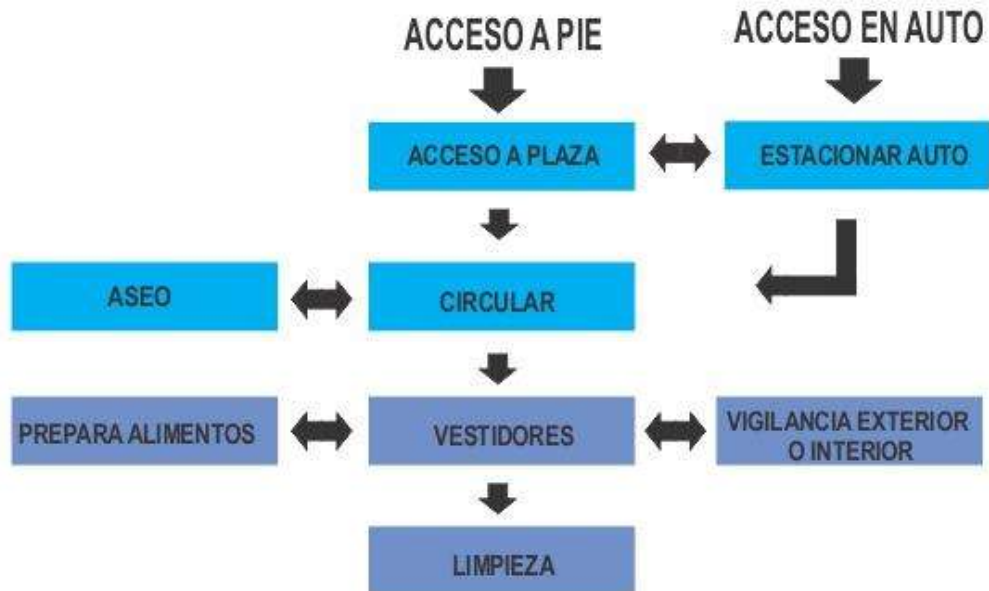 ACCESO A PIE
ACCESO EN AUTO
ACCESO A PLAZA
ESTACIONAR AUTO
ASEO
CIRCULAR
PREPARA ALIMENTOS
VESTIDORES
VIGILANCIA EXTERIOR
O INTERIOR
LIMPIEZA